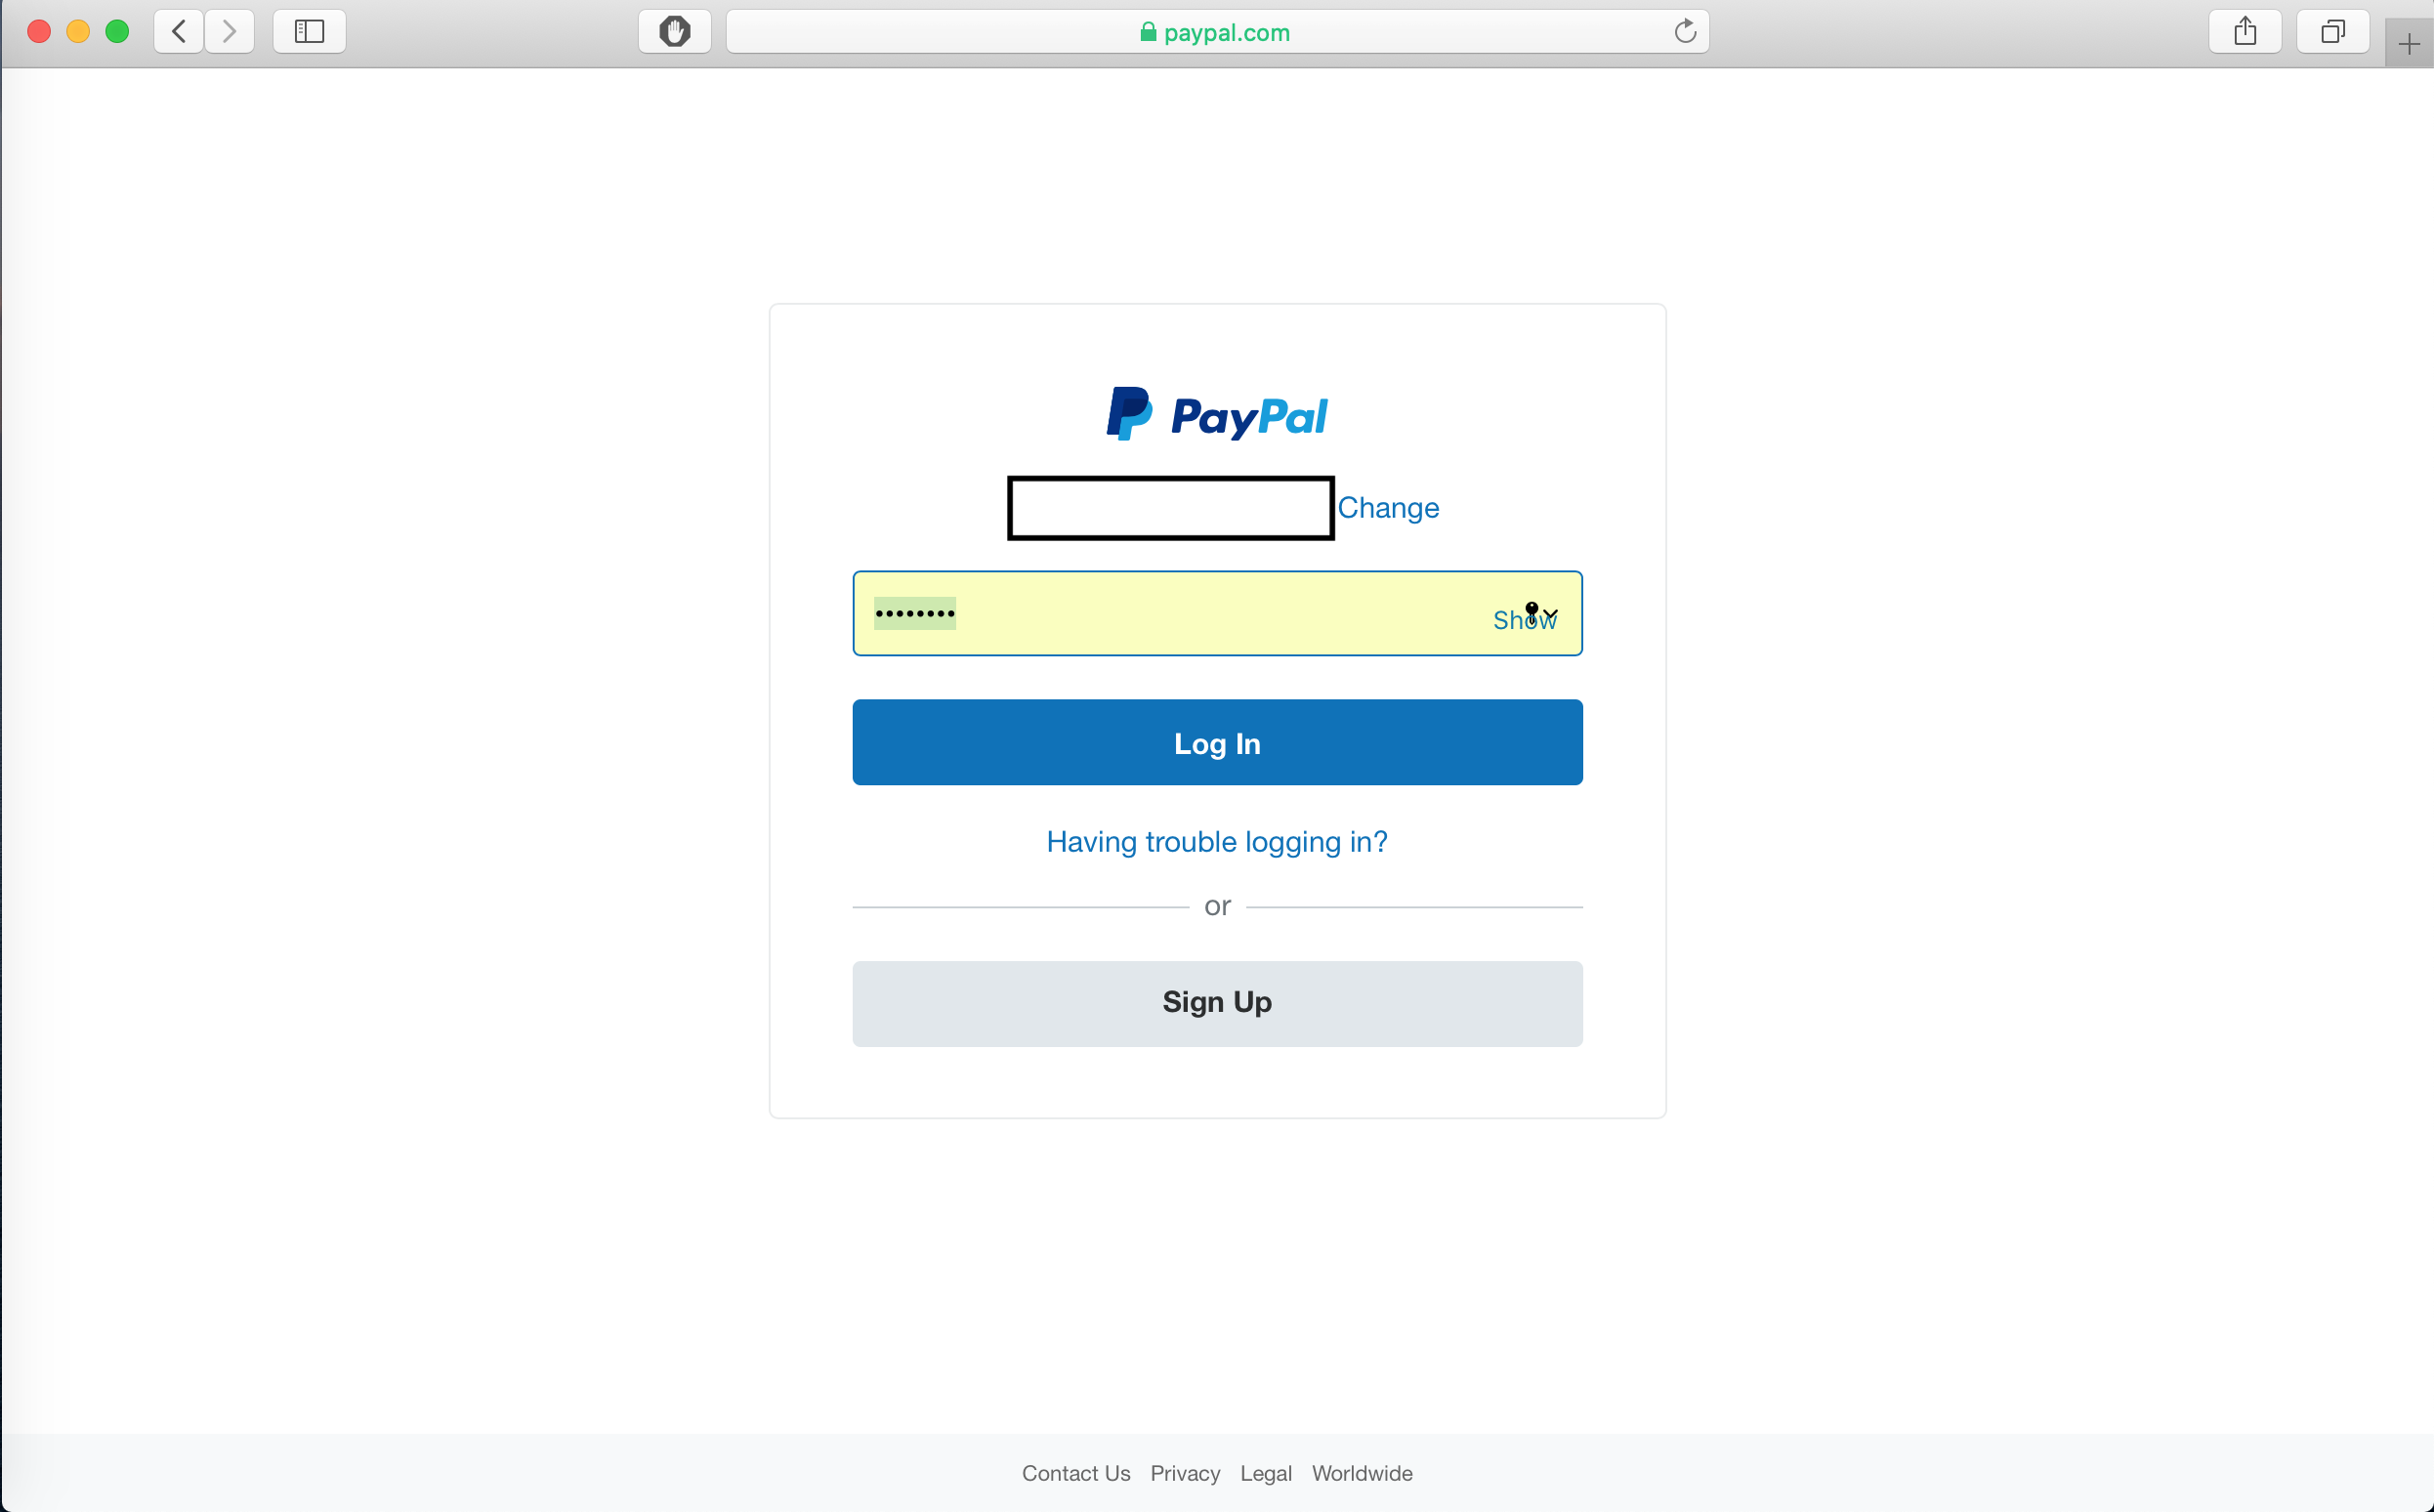 paypal.com
PayPal
Change
••••••••
Show
Log In
Having trouble logging in?
or
Sign Up
Contact Us Privacy Legal Worldwide